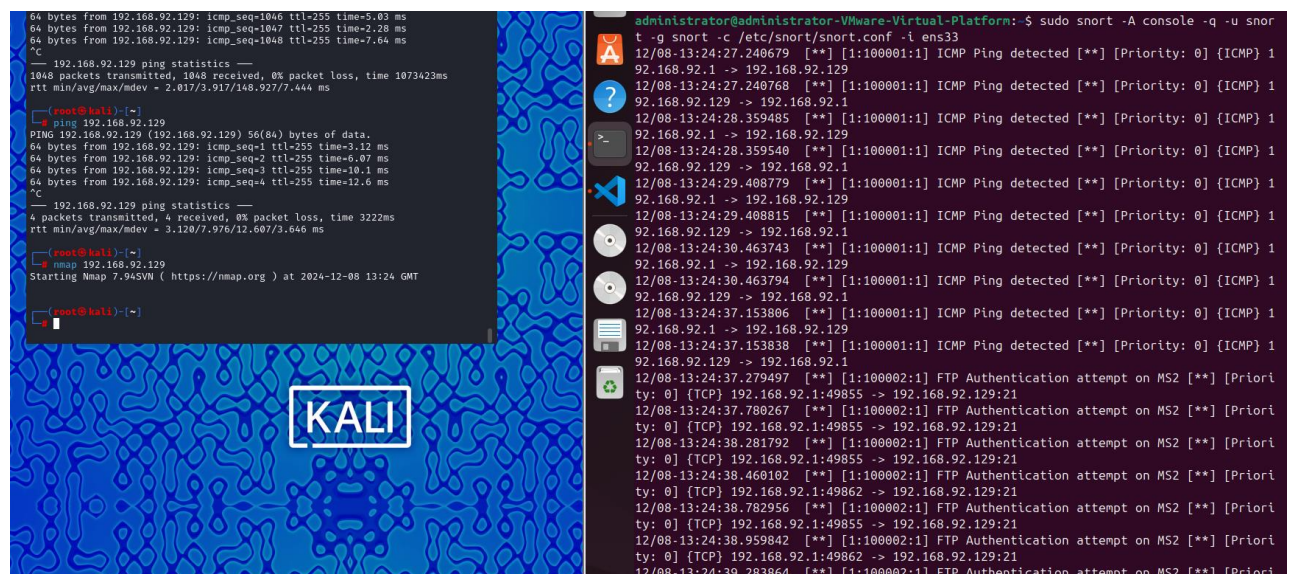 64 bytes from 192.168.92.129: icmp_seq=1046 ttl=255 time=5.03 ms
64 bytes from 192.168.92.129: icmp_seq=1047 ttl=255 time=2.28 ms
64 bytes from 192.168.92.129: icmp_seq=1048 ttl=255 time=7.64 ms
^C
--- 192.168.92.129 ping statistics ---
1048 packets transmitted, 1048 received, 0% packet loss, time 1073423ms
rtt min/avg/max/mdev = 2.017/3.917/148.927/7.444 ms
┌──(root㉿kali)-[~]
└─# ping 192.168.92.129
PING 192.168.92.129 (192.168.92.129) 56(84) bytes of data.
64 bytes from 192.168.92.129: icmp_seq=1 ttl=255 time=3.12 ms
64 bytes from 192.168.92.129: icmp_seq=2 ttl=255 time=6.07 ms
64 bytes from 192.168.92.129: icmp_seq=3 ttl=255 time=10.1 ms
64 bytes from 192.168.92.129: icmp_seq=4 ttl=255 time=12.6 ms
^C
--- 192.168.92.129 ping statistics ---
4 packets transmitted, 4 received, 0% packet loss, time 3222ms
rtt min/avg/max/mdev = 3.120/7.976/12.607/3.646 ms
┌──(root㉿kali)-[~]
└─# nmap 192.168.92.129
Starting Nmap 7.94SVN ( https://nmap.org ) at 2024-12-08 13:24 GMT
┌──(root㉿kali)-[~]
└─#
KALI
administrator@administrator-VMware-Virtual-Platform:~$ sudo snort -A console -q -u snor
t -g snort -c /etc/snort/snort.conf -i ens33
12/08-13:24:27.240679  [**] [1:100001:1] ICMP Ping detected [**] [Priority: 0] {ICMP} 1
92.168.92.1 -> 192.168.92.129
12/08-13:24:27.240768  [**] [1:100001:1] ICMP Ping detected [**] [Priority: 0] {ICMP} 1
92.168.92.129 -> 192.168.92.1
12/08-13:24:28.359485  [**] [1:100001:1] ICMP Ping detected [**] [Priority: 0] {ICMP} 1
92.168.92.1 -> 192.168.92.129
12/08-13:24:28.359540  [**] [1:100001:1] ICMP Ping detected [**] [Priority: 0] {ICMP} 1
92.168.92.129 -> 192.168.92.1
12/08-13:24:29.408779  [**] [1:100001:1] ICMP Ping detected [**] [Priority: 0] {ICMP} 1
92.168.92.1 -> 192.168.92.129
12/08-13:24:29.408815  [**] [1:100001:1] ICMP Ping detected [**] [Priority: 0] {ICMP} 1
92.168.92.129 -> 192.168.92.1
12/08-13:24:30.463743  [**] [1:100001:1] ICMP Ping detected [**] [Priority: 0] {ICMP} 1
92.168.92.1 -> 192.168.92.129
12/08-13:24:30.463794  [**] [1:100001:1] ICMP Ping detected [**] [Priority: 0] {ICMP} 1
92.168.92.129 -> 192.168.92.1
12/08-13:24:37.153806  [**] [1:100001:1] ICMP Ping detected [**] [Priority: 0] {ICMP} 1
92.168.92.1 -> 192.168.92.129
12/08-13:24:37.153838  [**] [1:100001:1] ICMP Ping detected [**] [Priority: 0] {ICMP} 1
92.168.92.129 -> 192.168.92.1
12/08-13:24:37.279497  [**] [1:100002:1] FTP Authentication attempt on MS2 [**] [Priori
ty: 0] {TCP} 192.168.92.1:49855 -> 192.168.92.129:21
12/08-13:24:37.780267  [**] [1:100002:1] FTP Authentication attempt on MS2 [**] [Priori
ty: 0] {TCP} 192.168.92.1:49855 -> 192.168.92.129:21
12/08-13:24:38.281792  [**] [1:100002:1] FTP Authentication attempt on MS2 [**] [Priori
ty: 0] {TCP} 192.168.92.1:49855 -> 192.168.92.129:21
12/08-13:24:38.460102  [**] [1:100002:1] FTP Authentication attempt on MS2 [**] [Priori
ty: 0] {TCP} 192.168.92.1:49862 -> 192.168.92.129:21
12/08-13:24:38.782956  [**] [1:100002:1] FTP Authentication attempt on MS2 [**] [Priori
ty: 0] {TCP} 192.168.92.1:49855 -> 192.168.92.129:21
12/08-13:24:38.959842  [**] [1:100002:1] FTP Authentication attempt on MS2 [**] [Priori
ty: 0] {TCP} 192.168.92.1:49862 -> 192.168.92.129:21
12/08-13:24:39.283864  [**] [1:100002:1] FTP Authentication attempt on MS2 [**] [Priori